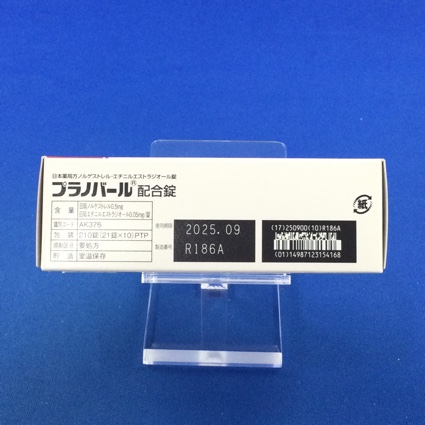 日本薬局方ノルゲストレル・エチニルエストラジオール錠
プラノバール®配合錠
含 量 日局ノルゲストレル0.5mg
日局エチニルエストラジオール0.05mg/錠
識別コード AK376
包 装 210錠(21錠×10)PTP
規制区分 要処方
貯 法 室温保存
使用期限 2025.09
製造番号 R186A
(17)250900(10)R186A
(01)14987123154168
紙